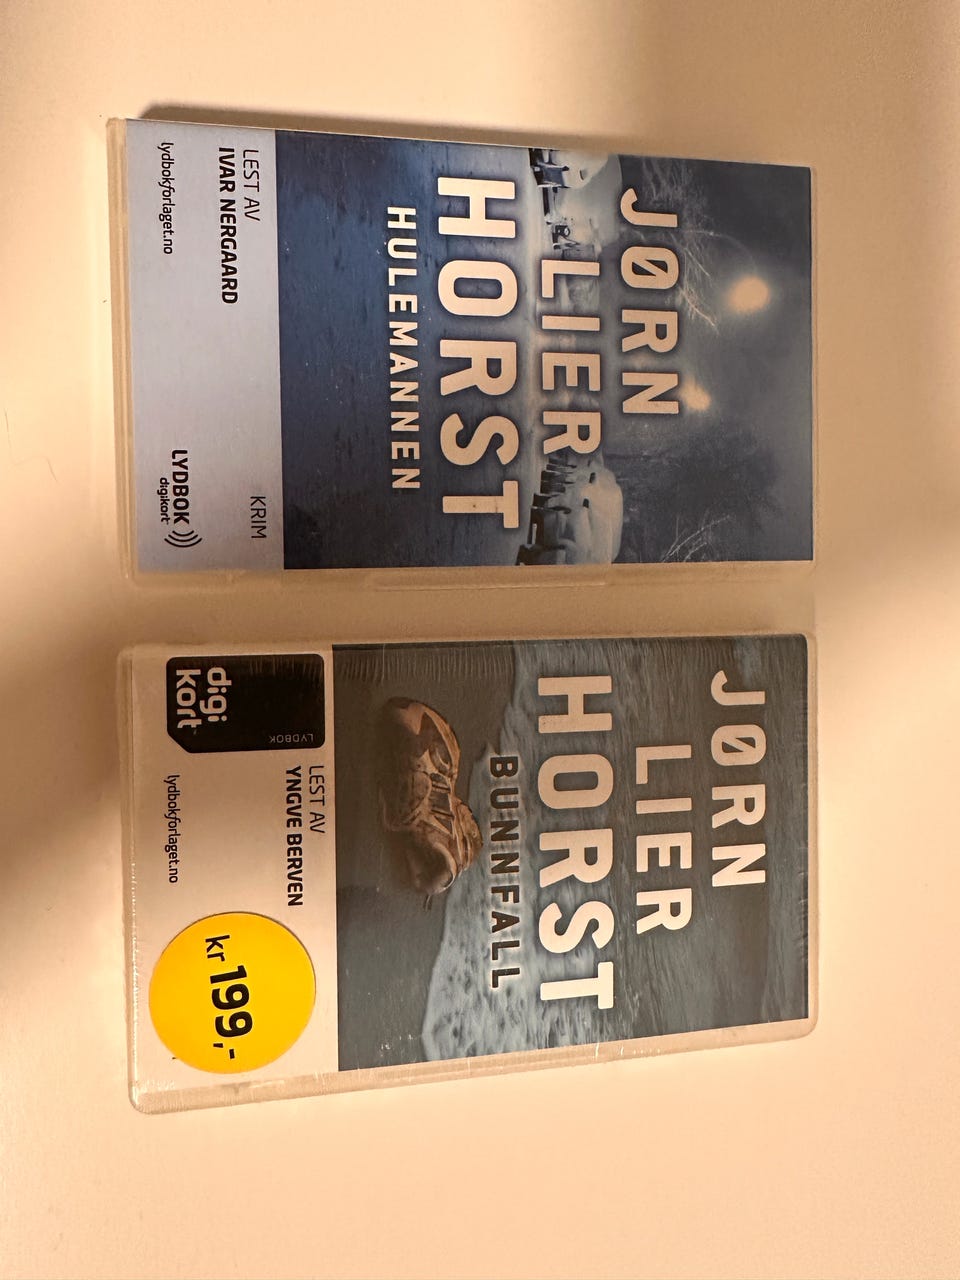 JØRN
LIER
HORST
HULEMANNEN
KRIM
LEST AV
IVAR NERGAARD
lydbokforlaget.no
LYDBOK
digikort
JØRN
LIER
HORST
BUNNFALL
LYDBOK
digi
kort
LEST AV
YNGVE BERVEN
lydbokforlaget.no
kr 199,-